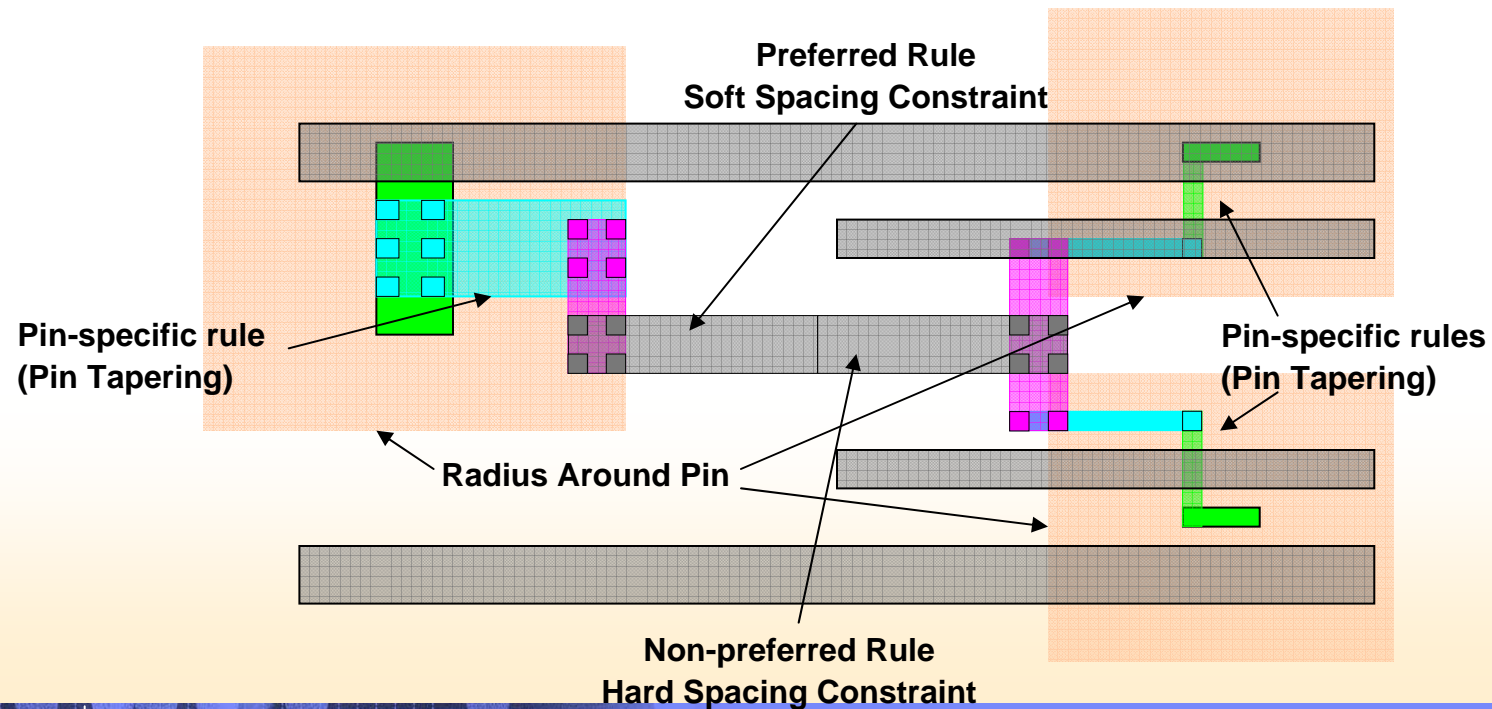 Preferred Rule
Soft Spacing Constraint
Pin-specific rule
(Pin Tapering)
Pin-specific rules
(Pin Tapering)
Radius Around Pin
Non-preferred Rule
Hard Spacing Constraint